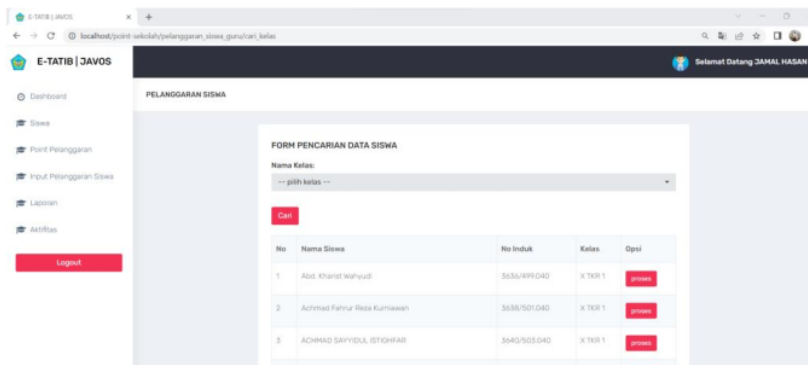 E-TATIB | JAVOS
localhost/point-sekolah/pelanggaran_siswa_guru/cari_kelas
E-TATIB | JAVOS
Selamat Datang JAMAL HASAN
Dashboard
PELANGGARAN SISWA
Siswa
Point Pelanggaran
Input Pelanggaran Siswa
Laporan
Aktifitas
Logout
FORM PENCARIAN DATA SISWA
Nama Kelas:
-- pilih kelas --
Cari
No Nama Siswa No Induk Kelas Opsi
1 Abd. Kharist Wahyudi 3636/499.040 X TKR 1 proses
2 Achmad Fahrur Reza Kurniawan 3638/501.040 X TKR 1 proses
3 ACHMAD SAYYIDUL ISTIGHFAR 3640/503.040 X TKR 1 proses